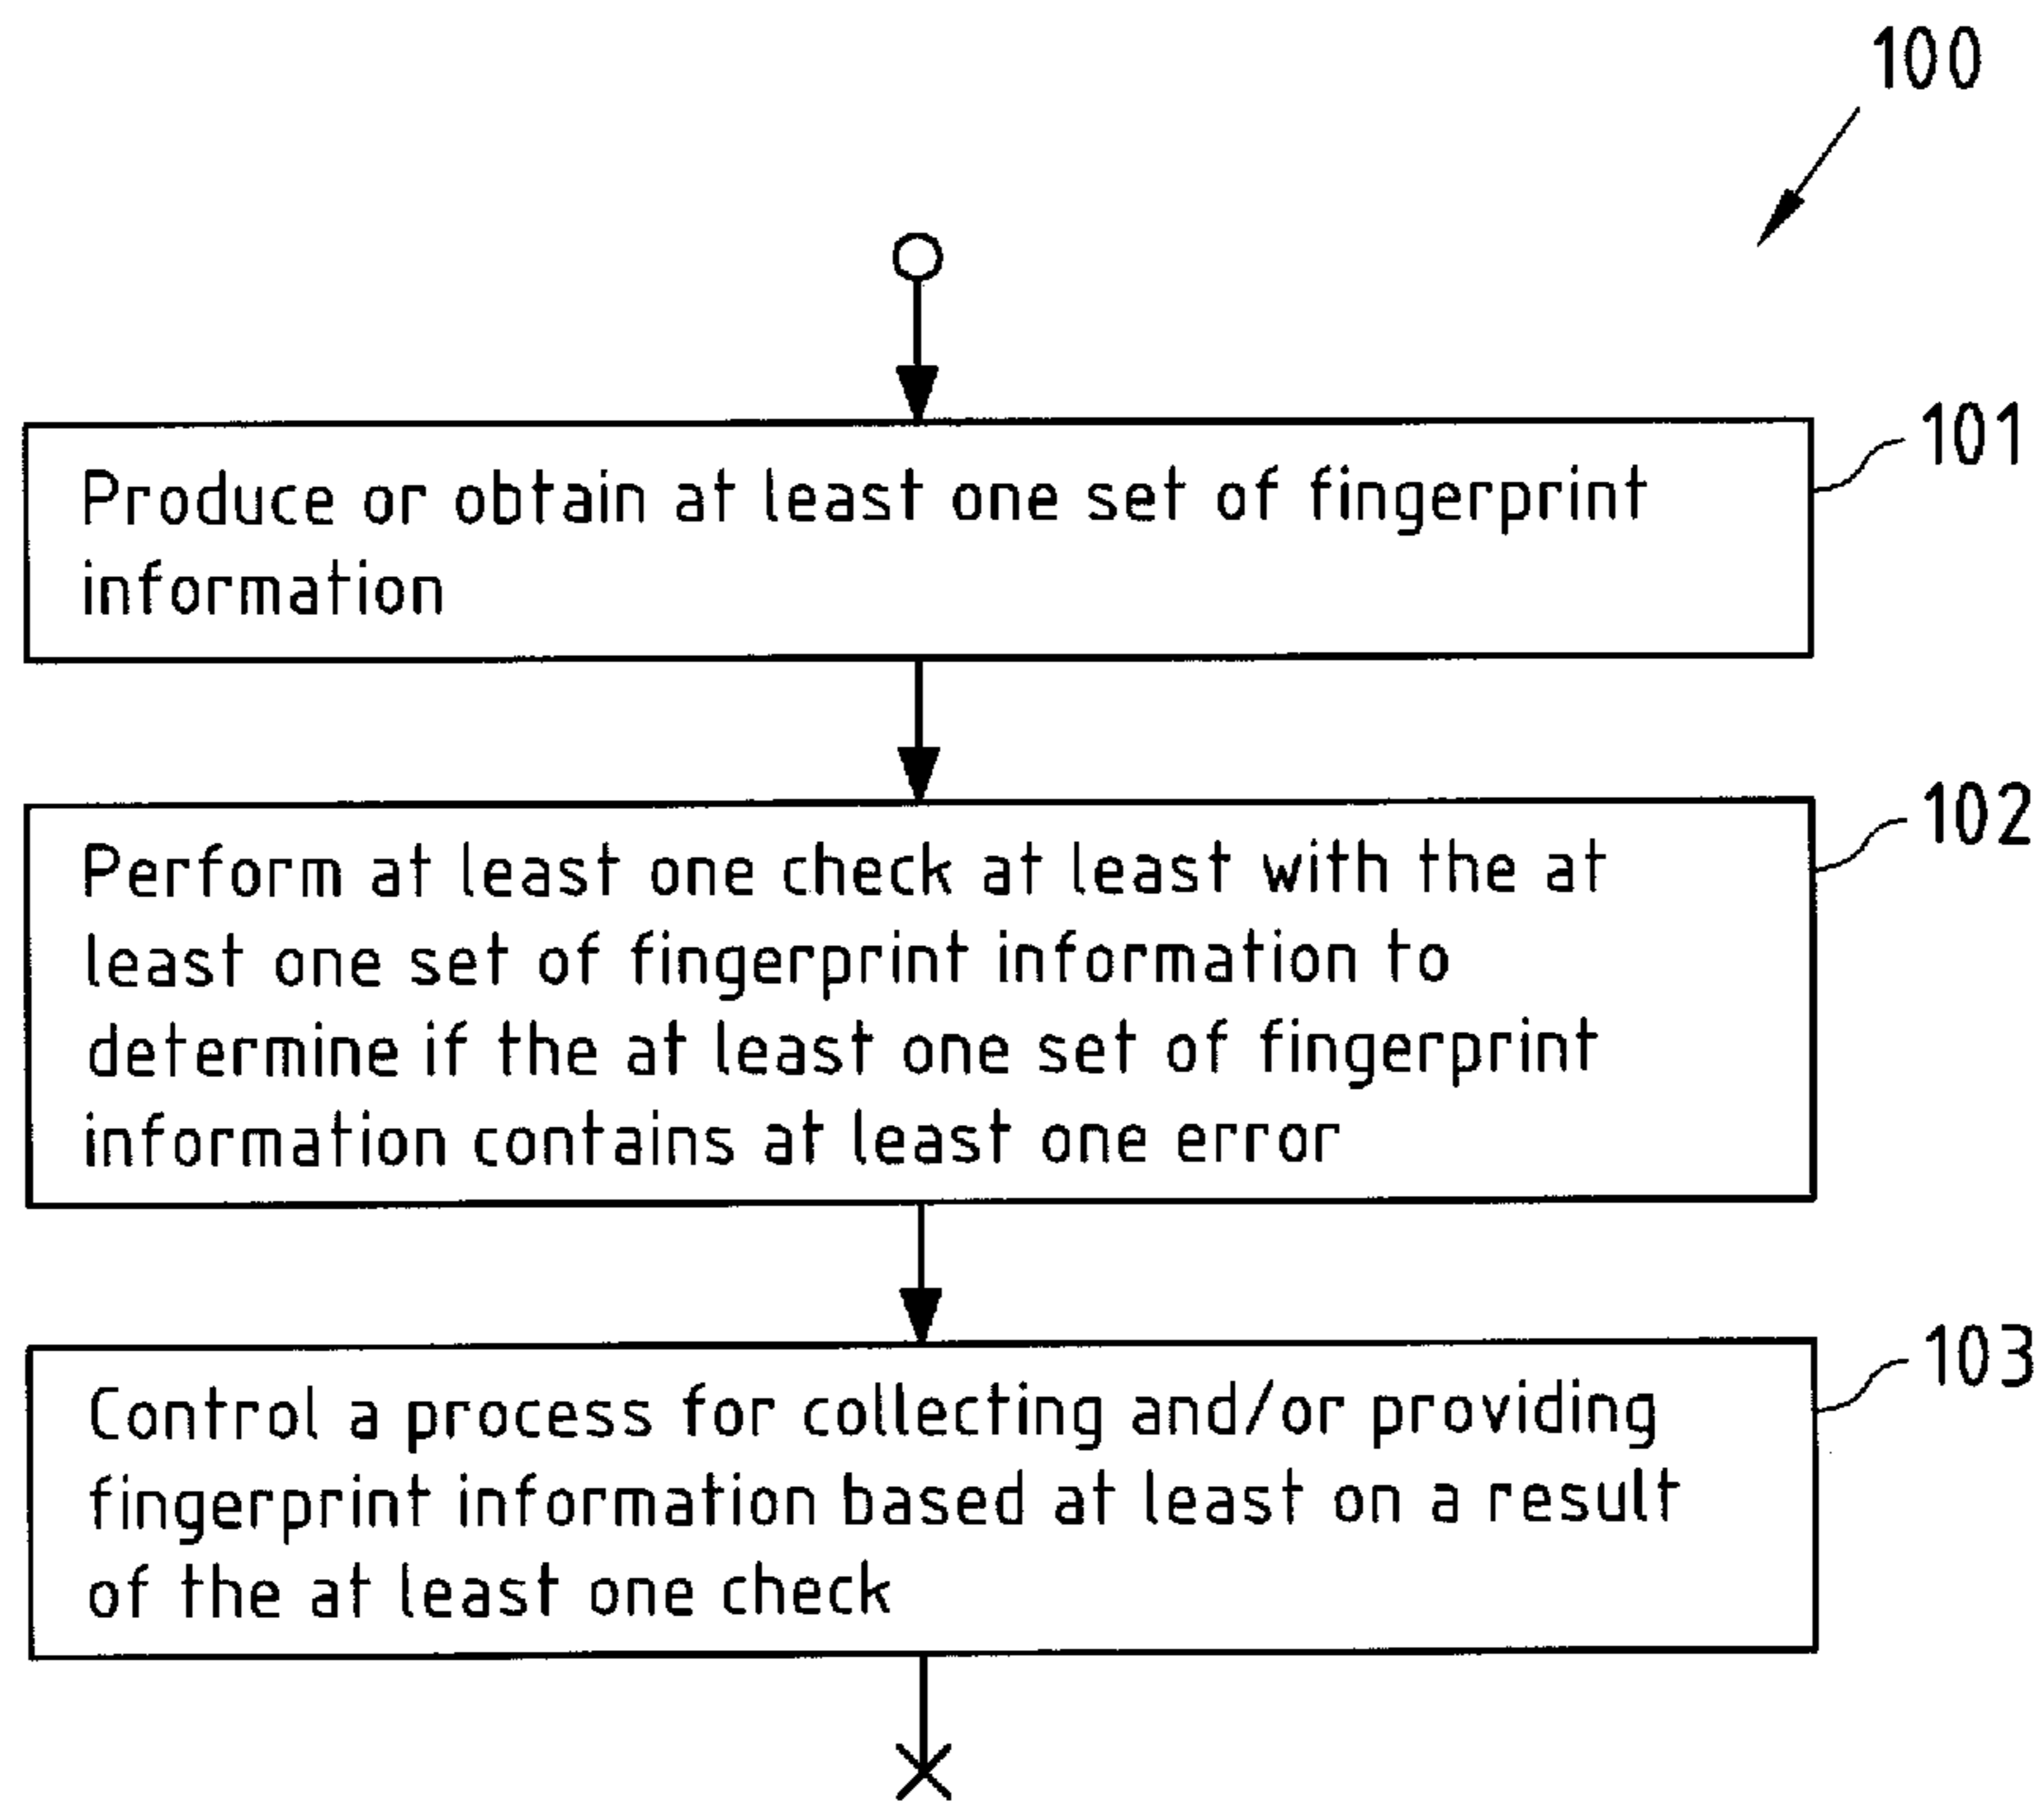 100
101
Produce or obtain at least one set of fingerprint
information
102
Perform at least one check at least with the at
least one set of fingerprint information to
determine if the at least one set of fingerprint
information contains at least one error
103
Control a process for collecting and/or providing
fingerprint information based at least on a result
of the at least one check